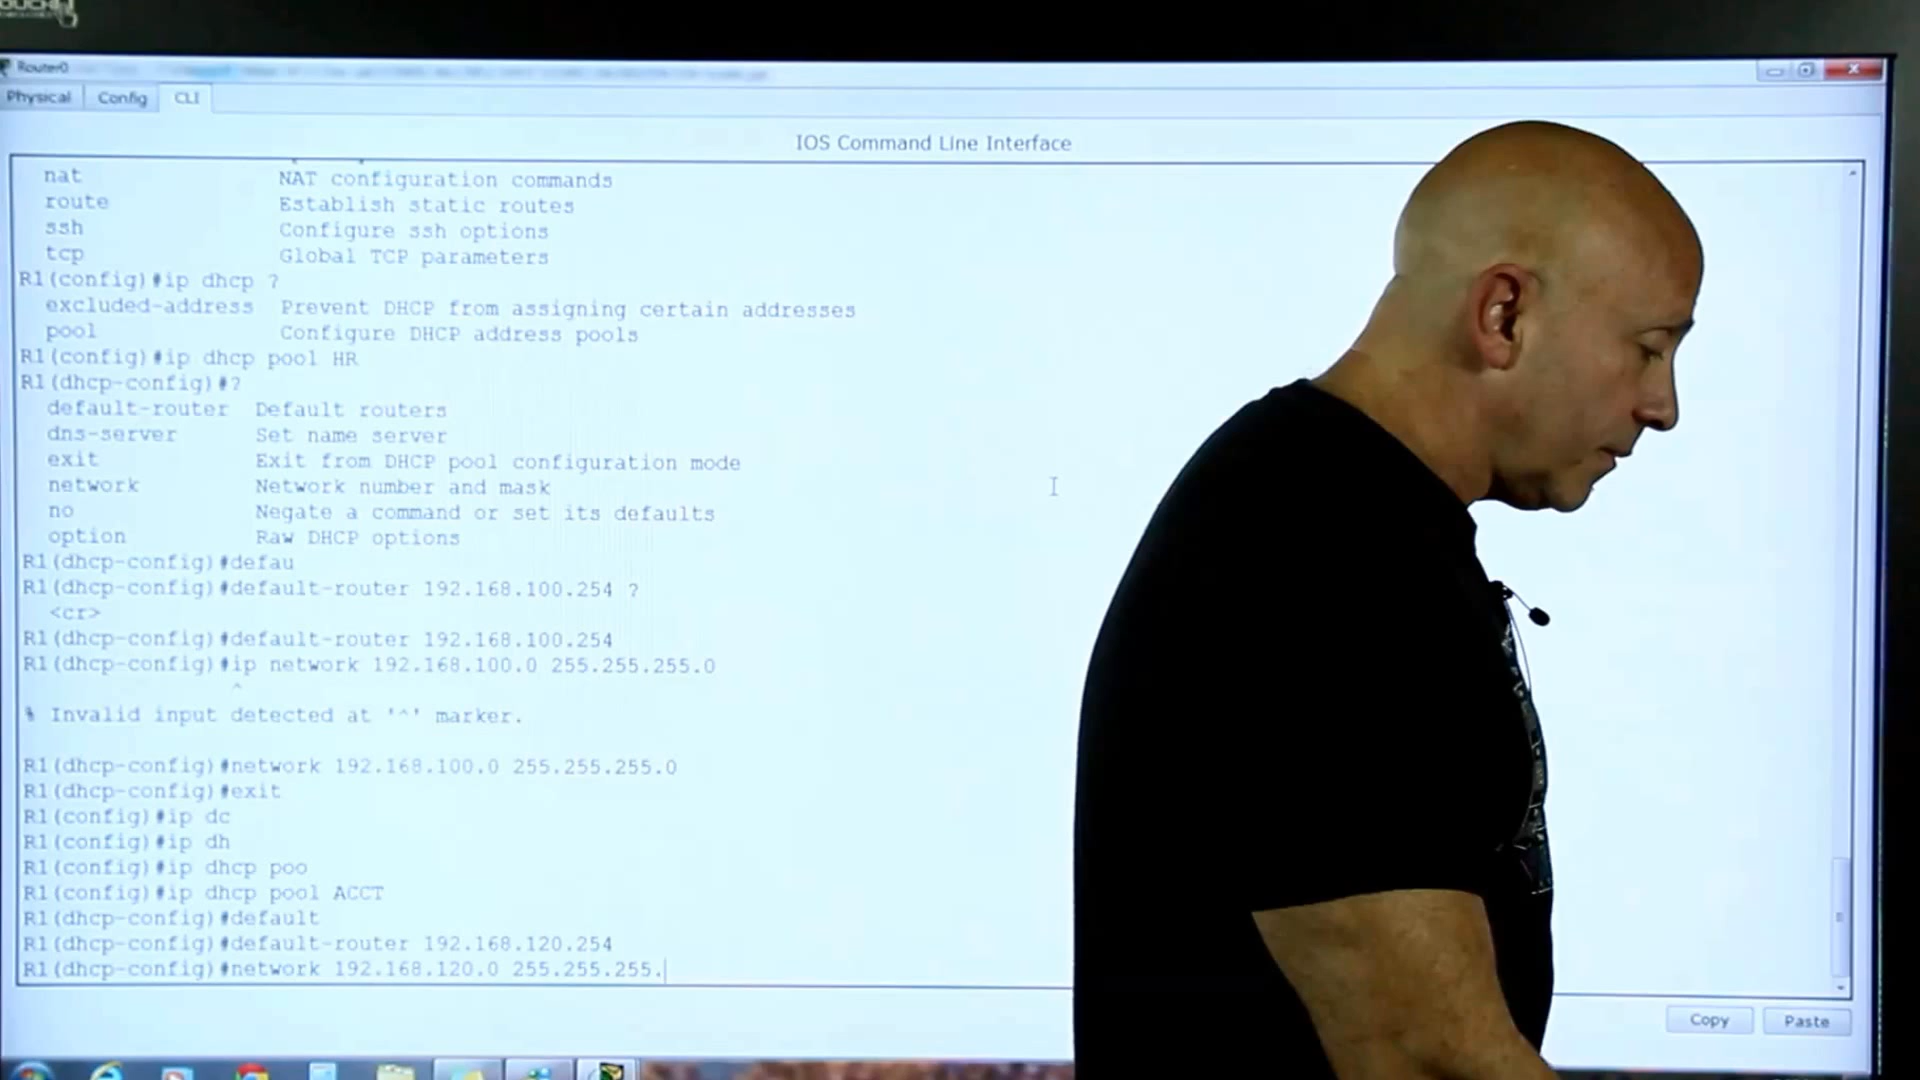 Router0
Physical Config CLI
IOS Command Line Interface
nat NAT configuration commands
route Establish static routes
ssh Configure ssh options
tcp Global TCP parameters
R1(config)#ip dhcp ?
excluded-address Prevent DHCP from assigning certain addresses
pool Configure DHCP address pools
R1(config)#ip dhcp pool HR
R1(dhcp-config)#?
default-router Default routers
dns-server Set name server
exit Exit from DHCP pool configuration mode
network Network number and mask
no Negate a command or set its defaults
option Raw DHCP options
R1(dhcp-config)#defau
R1(dhcp-config)#default-router 192.168.100.254 ?
<cr>
R1(dhcp-config)#default-router 192.168.100.254
R1(dhcp-config)#ip network 192.168.100.0 255.255.255.0
^
% Invalid input detected at '^' marker.
R1(dhcp-config)#network 192.168.100.0 255.255.255.0
R1(dhcp-config)#exit
R1(config)#ip dc
R1(config)#ip dh
R1(config)#ip dhcp poo
R1(config)#ip dhcp pool ACCT
R1(dhcp-config)#default
R1(dhcp-config)#default-router 192.168.120.254
R1(dhcp-config)#network 192.168.120.0 255.255.255.
Copy Paste